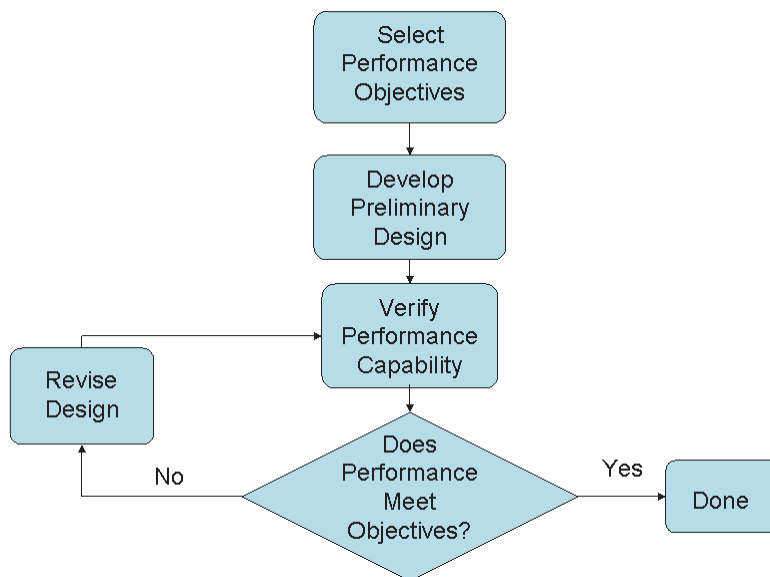 Select
Performance
Objectives
Develop
Preliminary
Design
Verify
Performance
Capability
Revise
Design
Does
Performance
Meet
Objectives?
No
Yes
Done